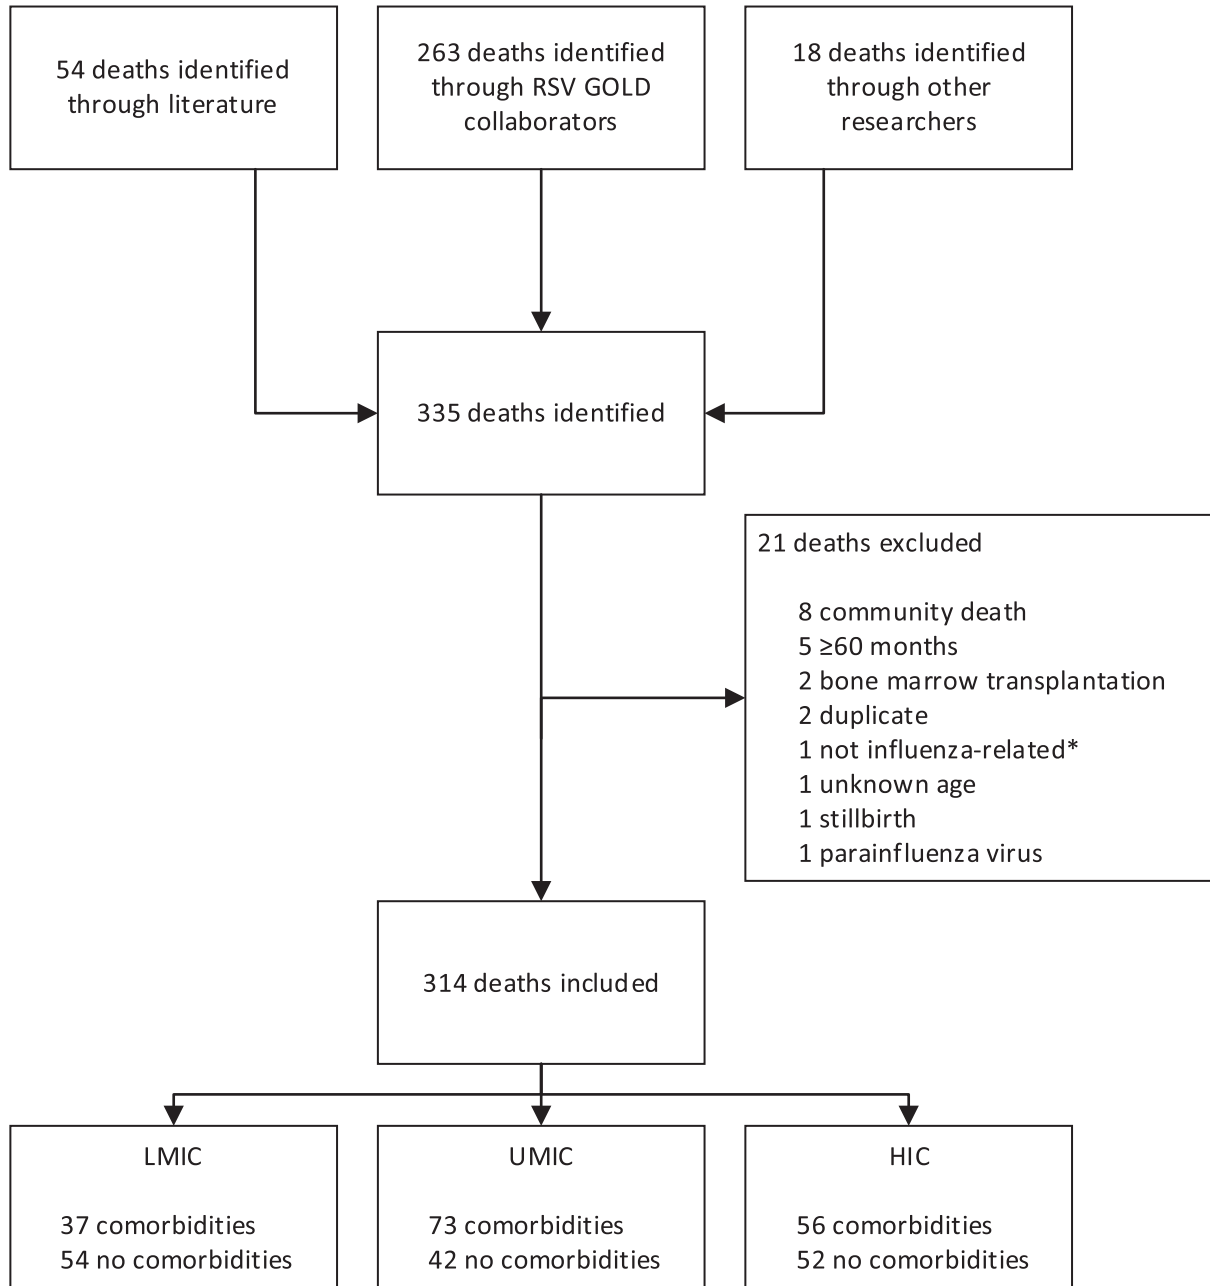 54 deaths identified
through literature
263 deaths identified
through RSV GOLD
collaborators
18 deaths identified
through other
researchers
335 deaths identified
21 deaths excluded
8 community death
5 ≥60 months
2 bone marrow transplantation
2 duplicate
1 not influenza-related*
1 unknown age
1 stillbirth
1 parainfluenza virus
314 deaths included
LMIC
37 comorbidities
54 no comorbidities
UMIC
73 comorbidities
42 no comorbidities
HIC
56 comorbidities
52 no comorbidities